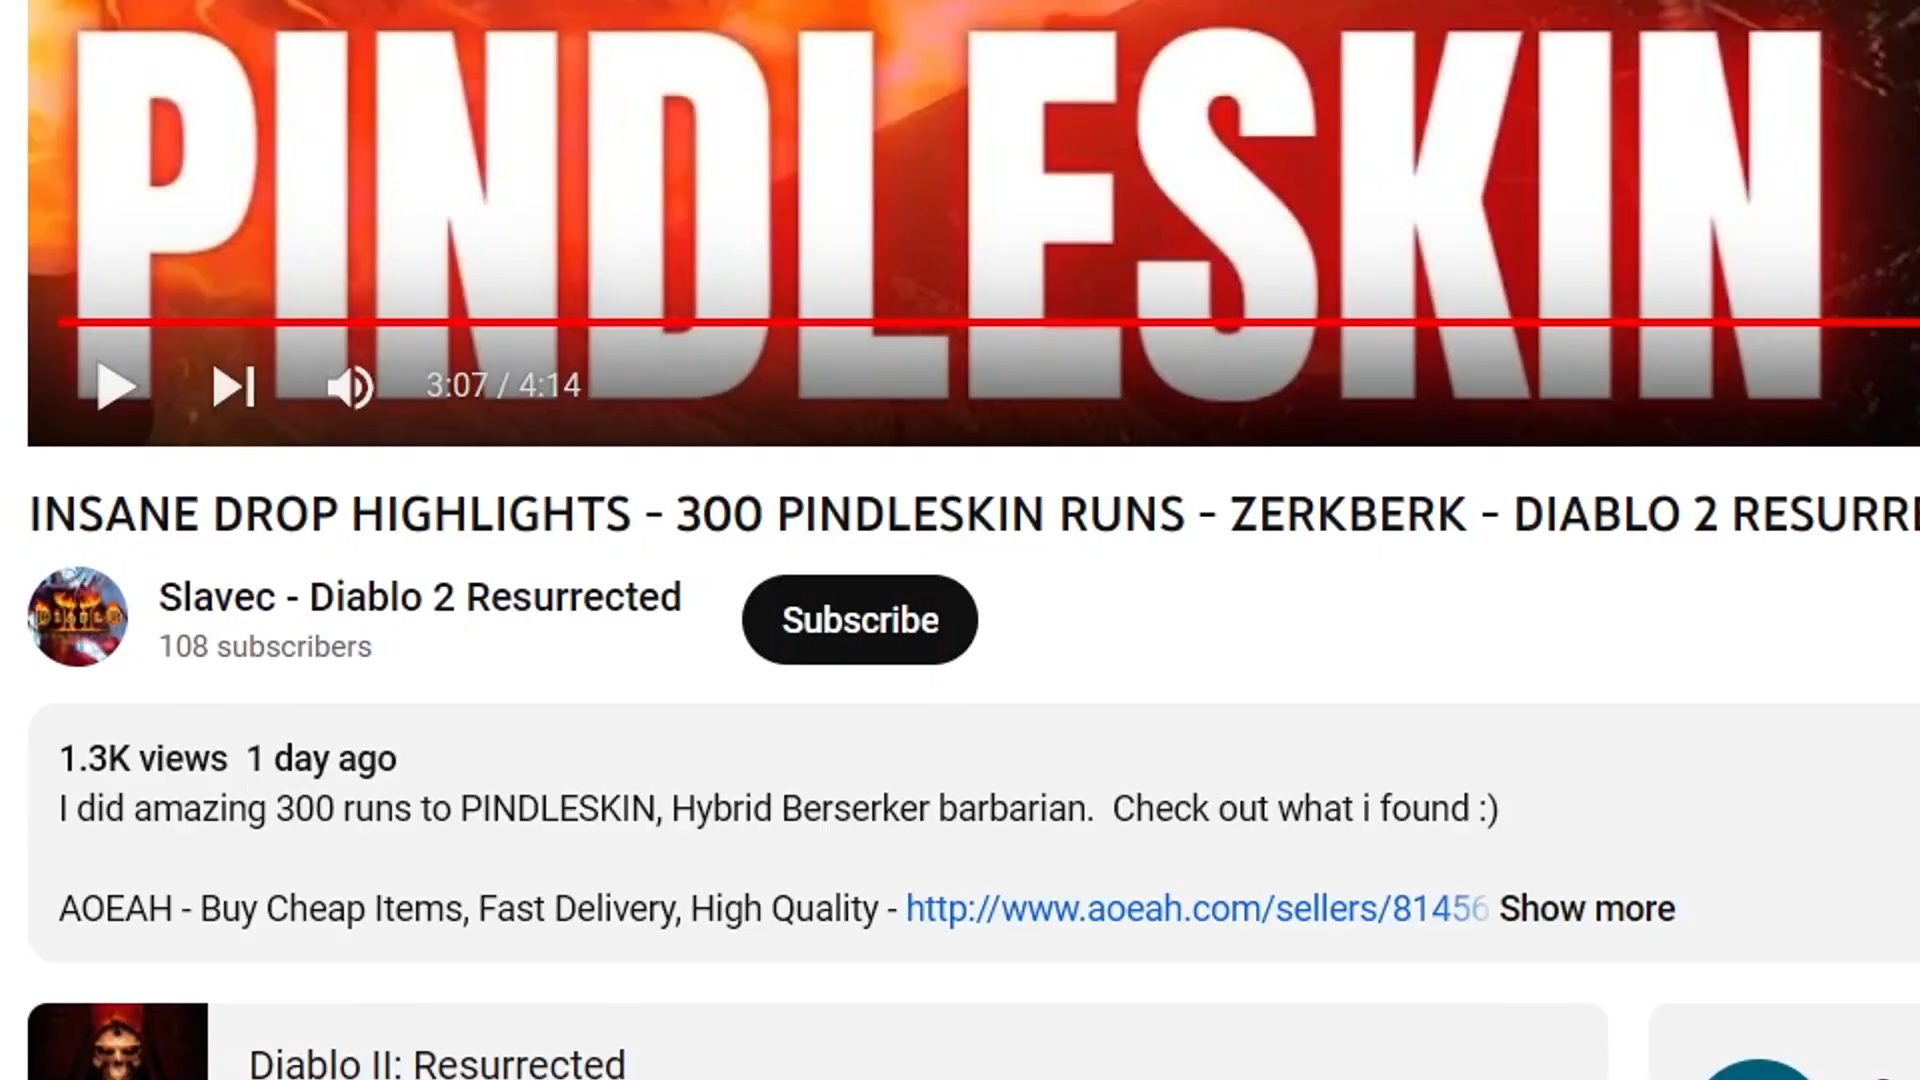 PINDLESKIN
3:07 / 4:14
INSANE DROP HIGHLIGHTS - 300 PINDLESKIN RUNS - ZERKBERK - DIABLO 2
Slavec - Diablo 2 Resurrected
108 subscribers
Subscribe
1.3K views 1 day ago
I did amazing 300 runs to PINDLESKIN, Hybrid Berserker barbarian. Check out what i found :)
AOEAH - Buy Cheap Items, Fast Delivery, High Quality - http://www.aoeah.com/sellers/81456 Show more
Diablo II: Resurrected